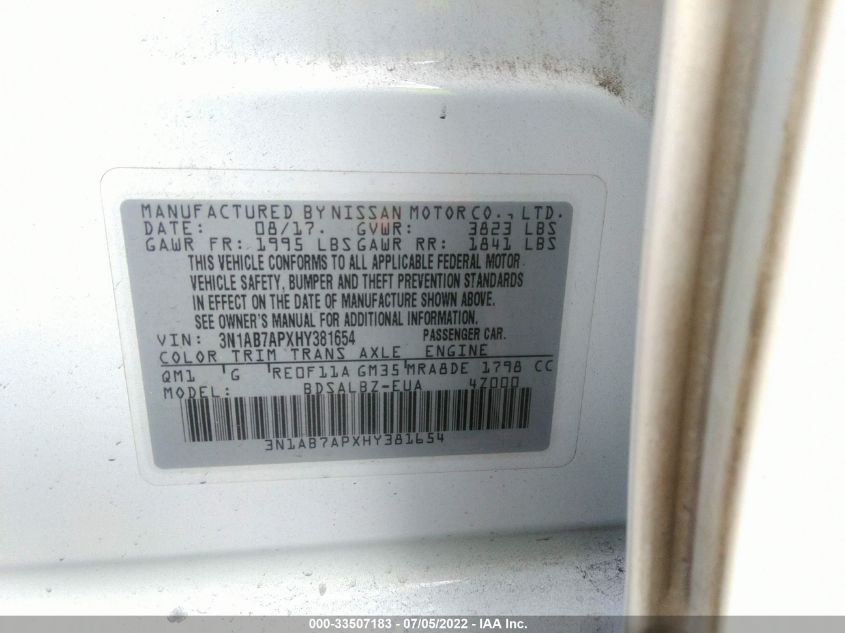 MANUFACTURED BY NISSAN MOTOR CO., LTD.
DATE: 08/17. GVWR: 3823 LBS
GAWR FR: 1995 LBS GAWR RR: 1841 LBS
THIS VEHICLE CONFORMS TO ALL APPLICABLE FEDERAL MOTOR
VEHICLE SAFETY, BUMPER AND THEFT PREVENTION STANDARDS
IN EFFECT ON THE DATE OF MANUFACTURE SHOWN ABOVE.
SEE OWNER'S MANUAL FOR ADDITIONAL INFORMATION.
VIN: 3N1AB7APXHY381654 PASSENGER CAR.
COLOR TRIM TRANS AXLE ENGINE
QM1 G RE0F11A GM35 MRA8DE 1798 CC
MODEL: BDSALBZ-EUA 4Z000
3N1AB7APXHY381654
000-33507183 - 07/05/2022 - IAA Inc.